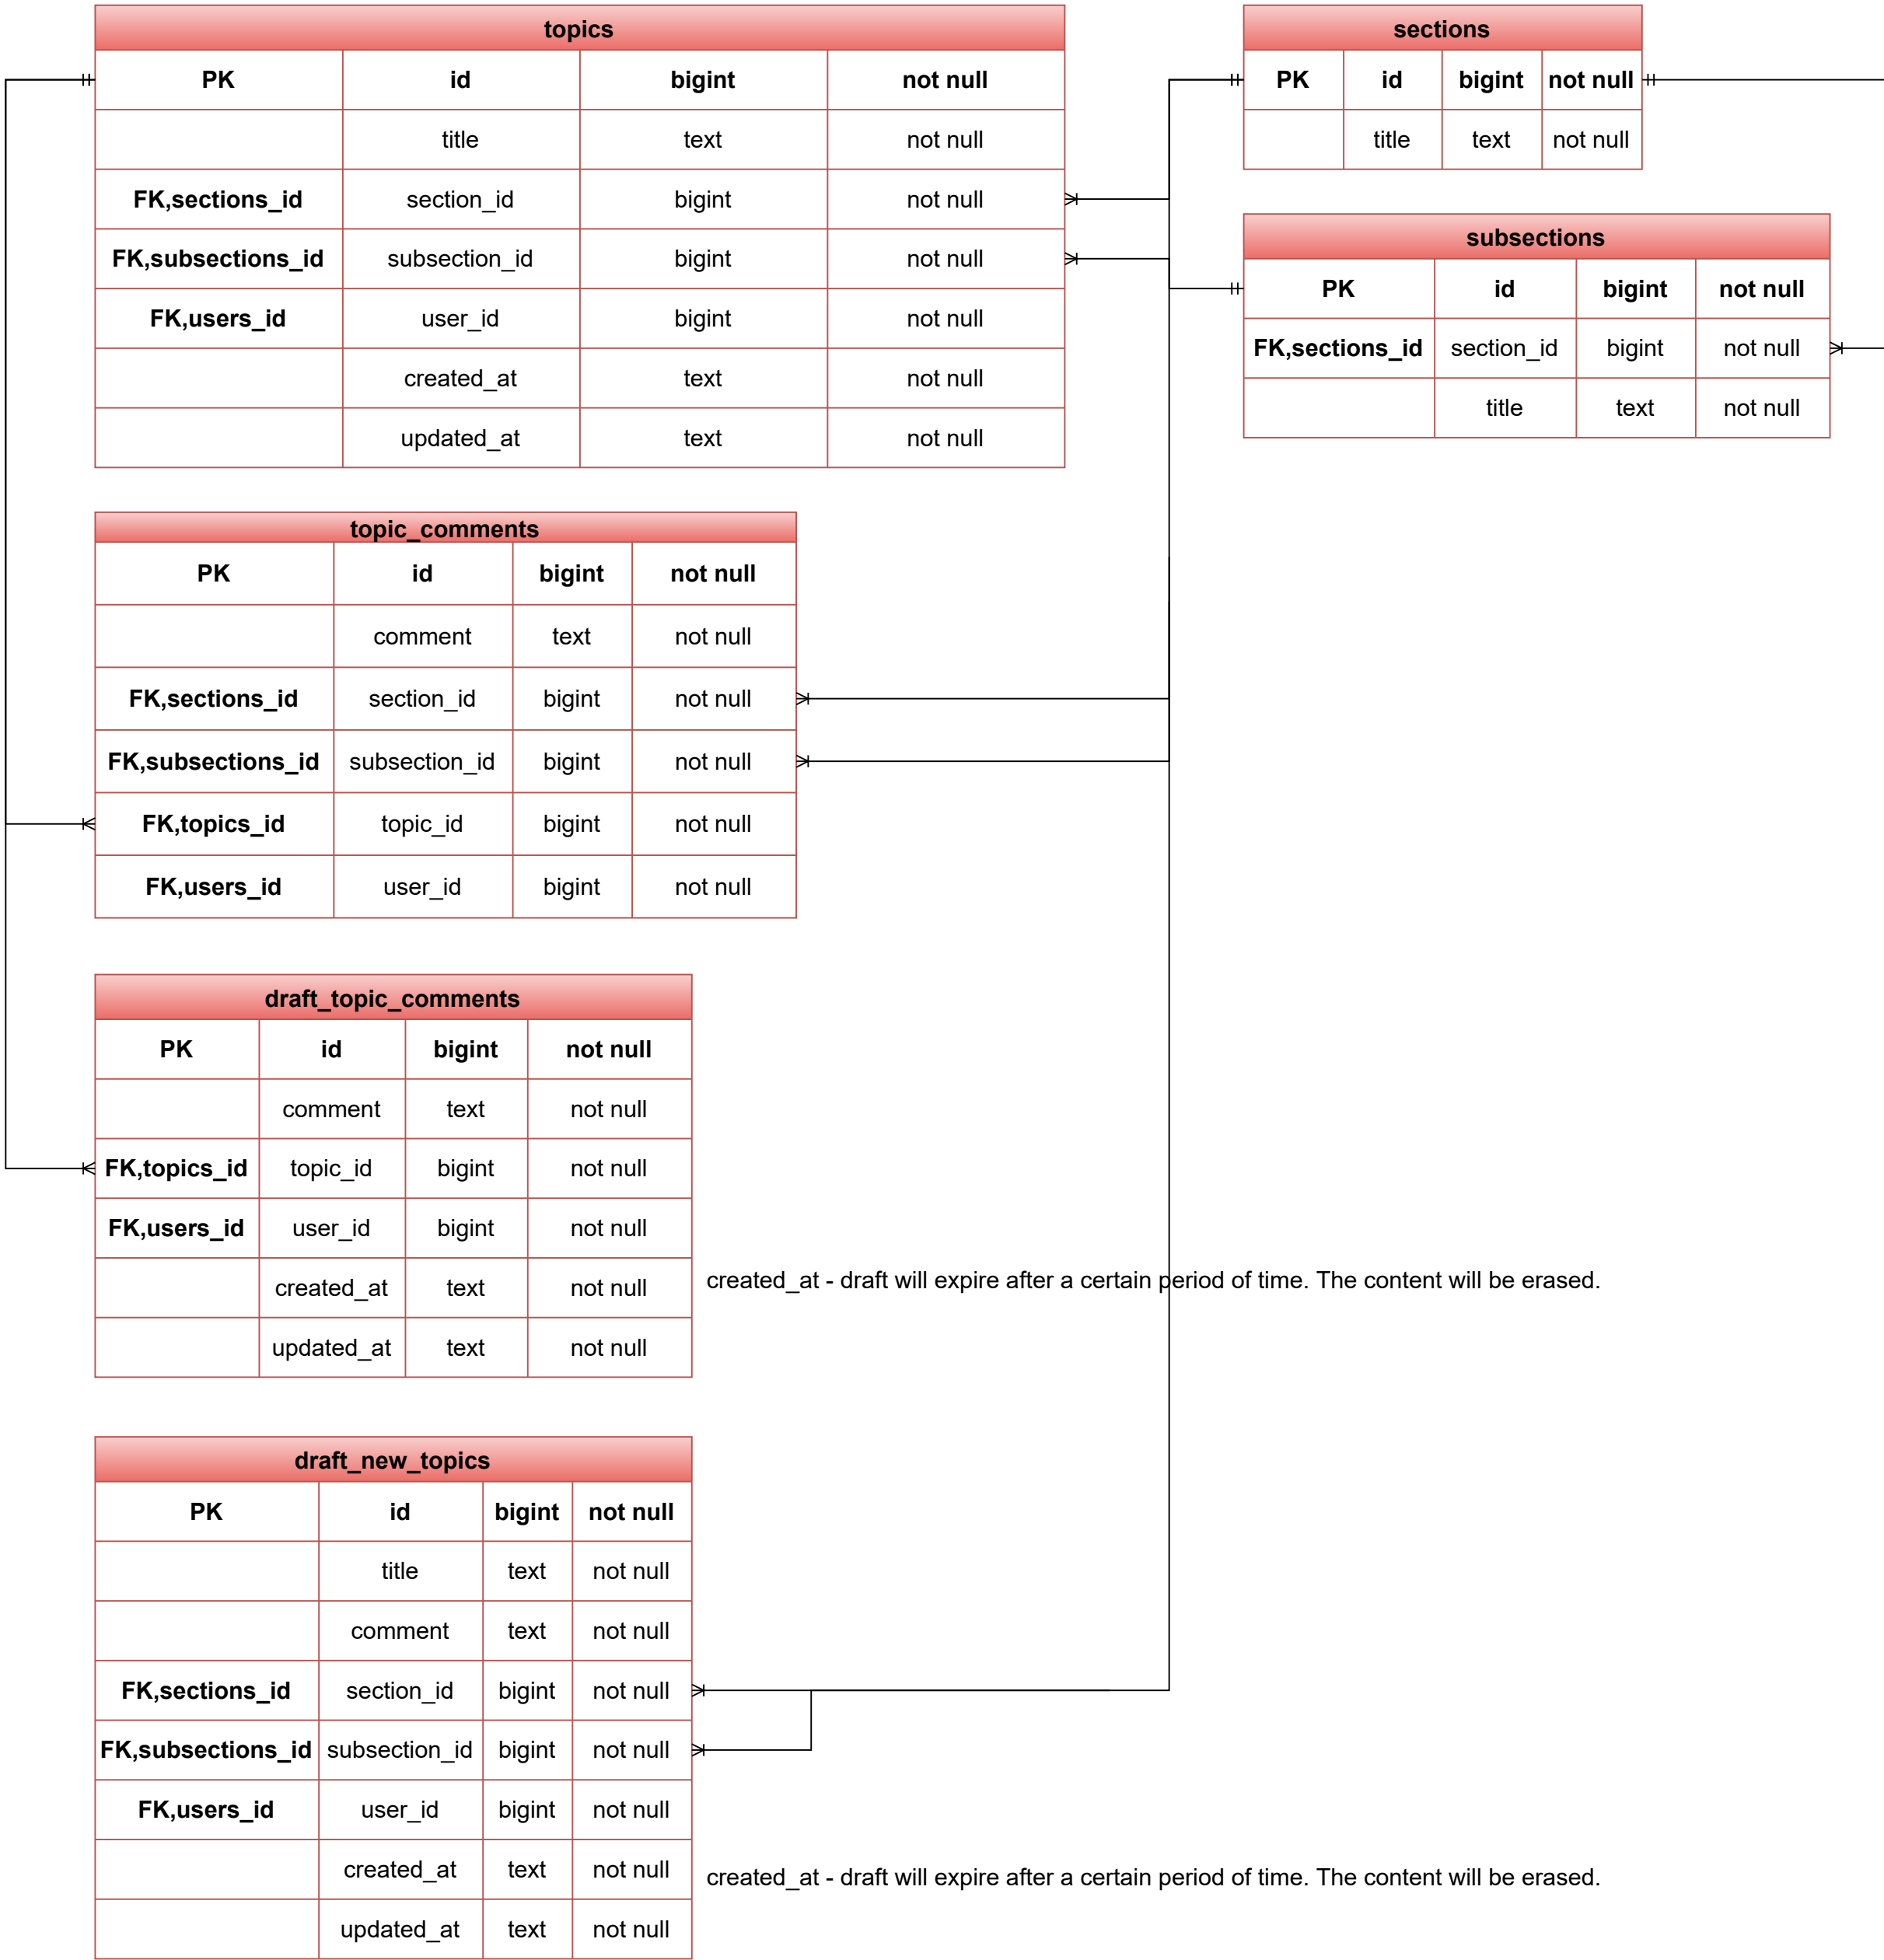 topics
PK id bigint not null
title text not null
FK,sections_id section_id bigint not null
FK,subsections_id subsection_id bigint not null
FK,users_id user_id bigint not null
created_at text not null
updated_at text not null
sections
PK id bigint not null
title text not null
subsections
PK id bigint not null
FK,sections_id section_id bigint not null
title text not null
topic_comments
PK id bigint not null
comment text not null
FK,sections_id section_id bigint not null
FK,subsections_id subsection_id bigint not null
FK,topics_id topic_id bigint not null
FK,users_id user_id bigint not null
draft_topic_comments
PK id bigint not null
comment text not null
FK,topics_id topic_id bigint not null
FK,users_id user_id bigint not null
created_at text not null
created_at - draft will expire after a certain period of time. The content will be erased.
updated_at text not null
draft_new_topics
PK id bigint not null
title text not null
comment text not null
FK,sections_id section_id bigint not null
FK,subsections_id subsection_id bigint not null
FK,users_id user_id bigint not null
created_at text not null
created_at - draft will expire after a certain period of time. The content will be erased.
updated_at text not null